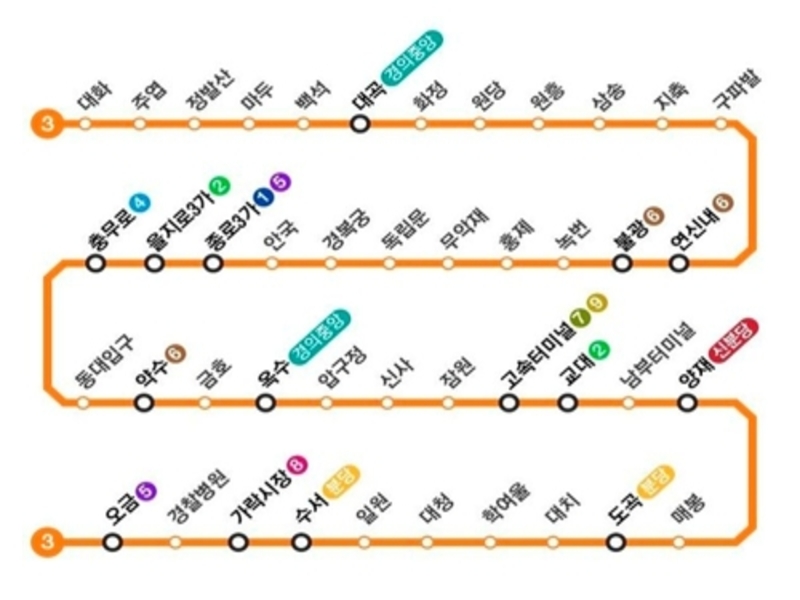 3 대화 주엽 정발산 마두 백석 대곡 경의중앙 화정 원당 원흥 삼송 지축 구파발
충무로 4 을지로3가 2 종로3가 1 5 안국 경복궁 독립문 무악재 홍제 녹번 불광 6 연신내 6
동대입구 약수 6 금호 옥수 경의중앙 압구정 신사 잠원 고속터미널 7 9 교대 2 남부터미널 양재 신분당
3 오금 5 경찰병원 가락시장 8 수서 분당 일원 대청 학여울 대치 도곡 분당 매봉